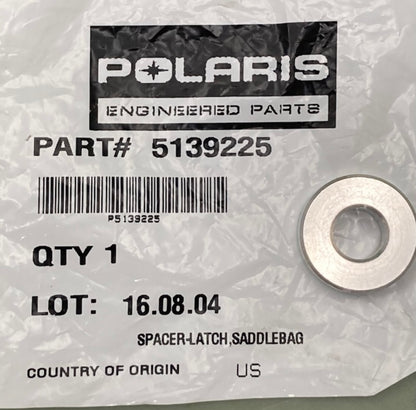 POLARIS
ENGINEERED PARTS
PART# 5139225
P5139225
QTY 1
LOT: 16.08.04
SPACER-LATCH,SADDLEBAG
COUNTRY OF ORIGIN US